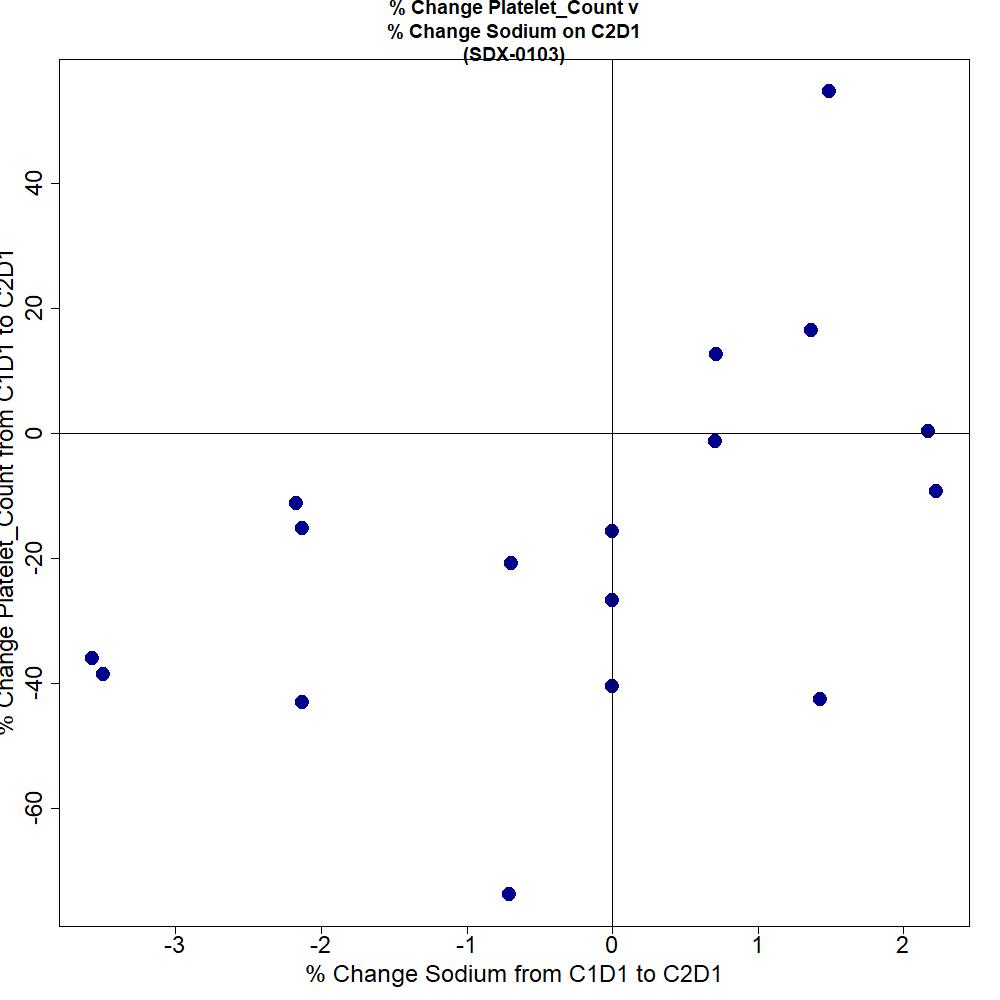 % Change Platelet_Count v
% Change Sodium on C2D1
(SDX-0103)
% Change Platelet_Count from C1D1 to C2D1
40
20
0
-20
-40
-60
-3
-2
-1
0
1
2
% Change Sodium from C1D1 to C2D1